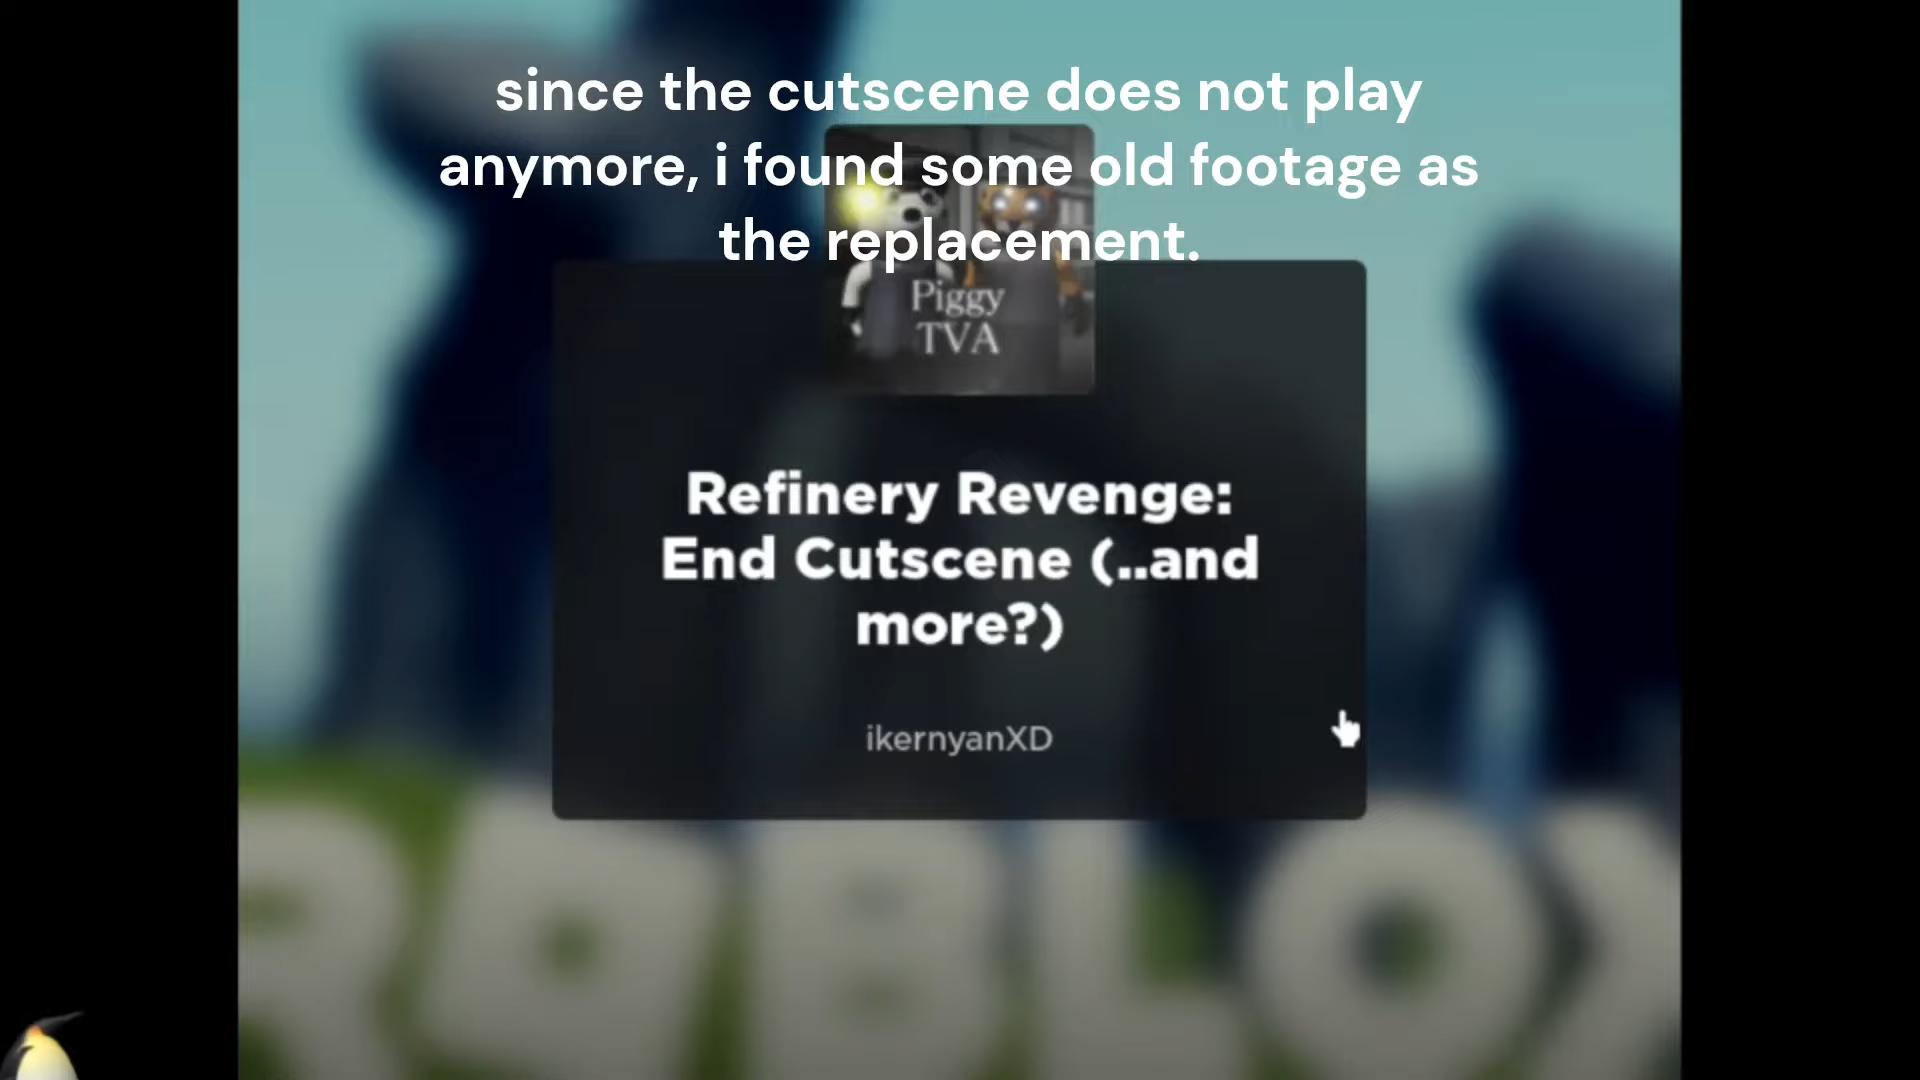 since the cutscene does not play
anymore, i found some old footage as
the replacement.
Piggy
TVA
Refinery Revenge:
End Cutscene (..and
more?)
ikernyanXD
ROBLOX